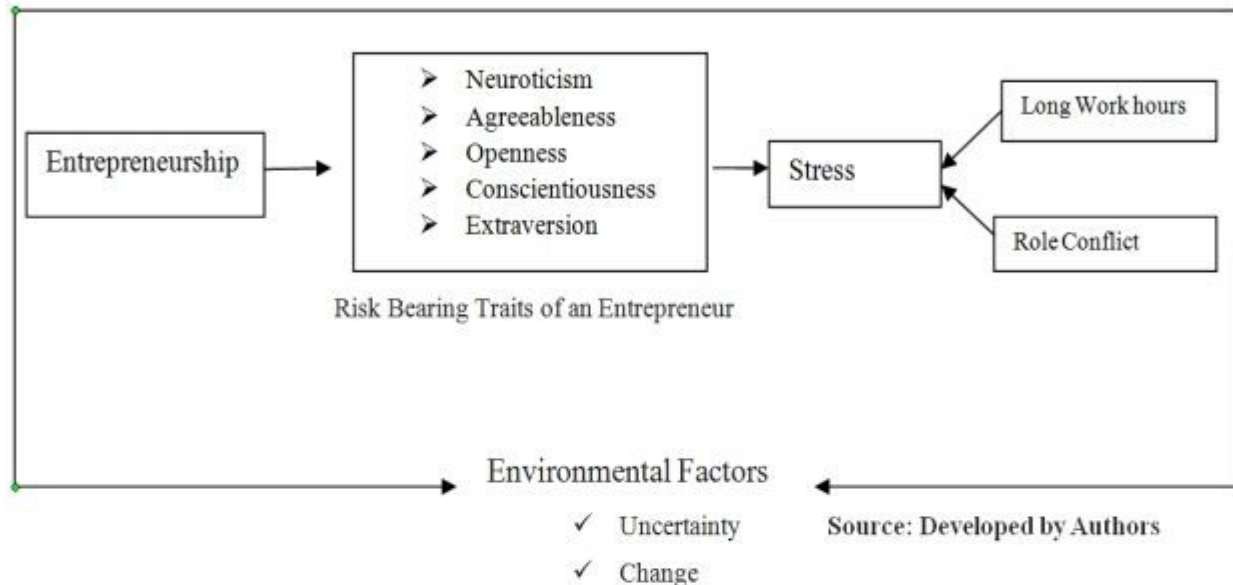 Entrepreneurship
➢ Neuroticism
➢ Agreeableness
➢ Openness
➢ Conscientiousness
➢ Extraversion
Risk Bearing Traits of an Entrepreneur
Stress
Long Work hours
Role Conflict
Environmental Factors
✓ Uncertainty
✓ Change
Source: Developed by Authors